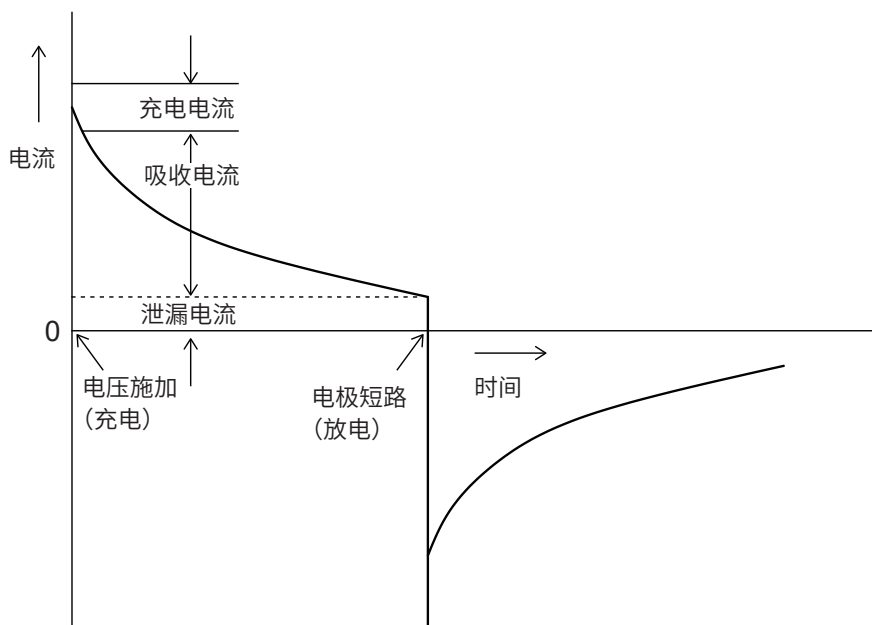 充电电流
电流
吸收电流
泄漏电流
0
电压施加
（充电）
电极短路
（放电）
时间